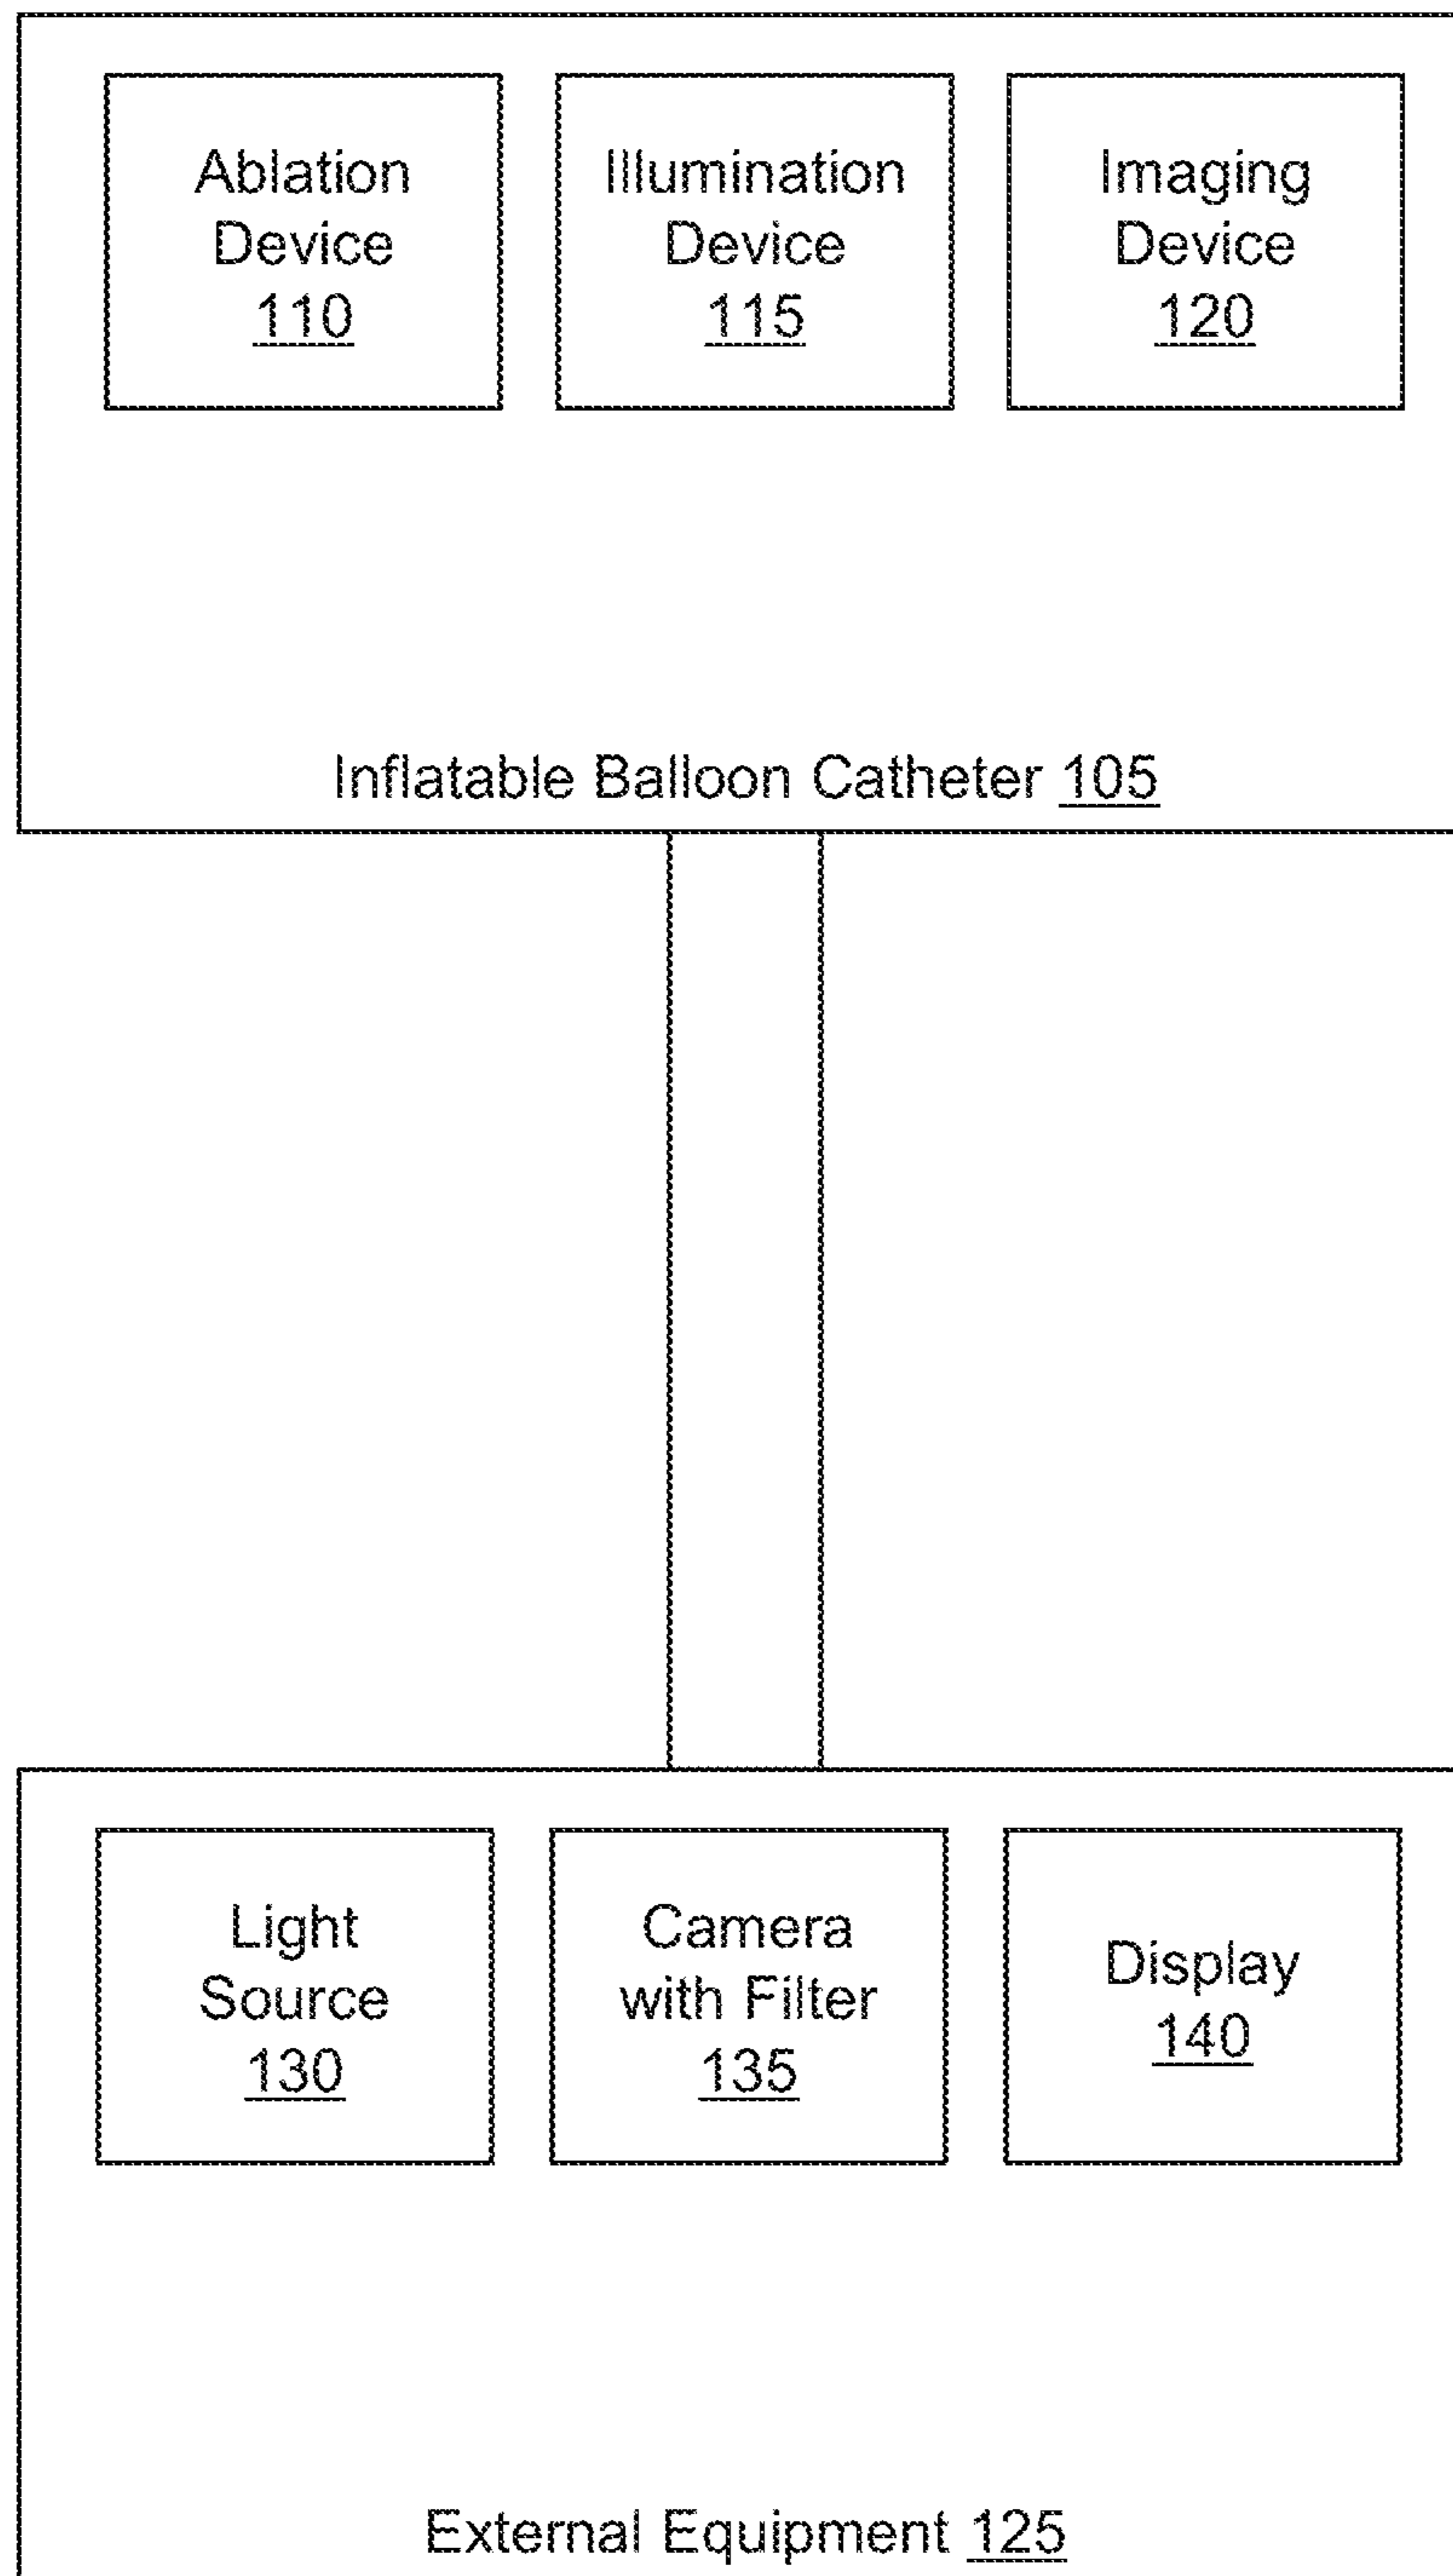 Ablation
Device
110
Illumination
Device
115
Imaging
Device
120
Inflatable Balloon Catheter 105
Light
Source
130
Camera
with Filter
135
Display
140
External Equipment 125